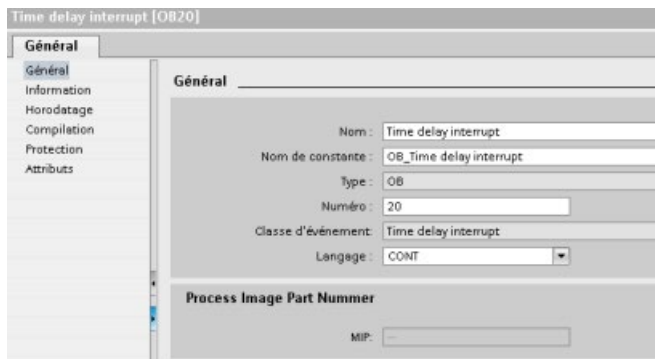 Time delay interrupt [OB20]
Général
Général
Information
Horodatage
Compilation
Protection
Attributs
Général
Nom : Time delay interrupt
Nom de constante : OB_Time delay interrupt
Type : OB
Numéro : 20
Classe d'événement: Time delay interrupt
Langage : CONT
Process Image Part Nummer
MIP: ---